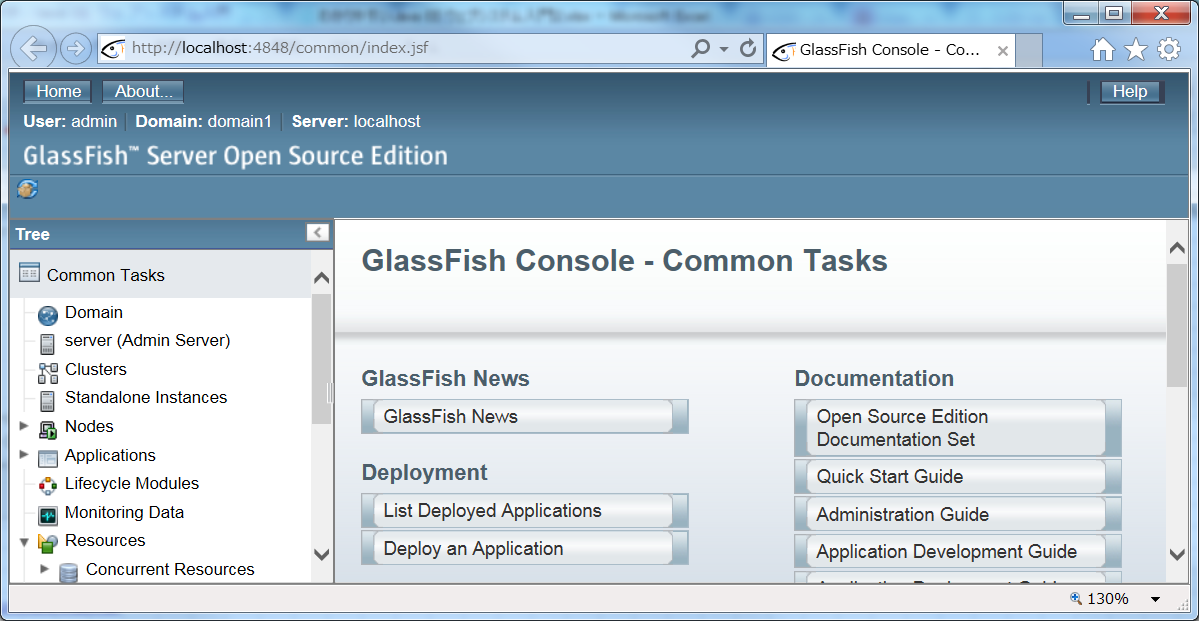 http://localhost:4848/common/index.jsf
GlassFish Console - Co...
Home
About...
Help
User: admin
Domain: domain1
Server: localhost
GlassFish™ Server Open Source Edition
Tree
Common Tasks
Domain
server (Admin Server)
Clusters
Standalone Instances
Nodes
Applications
Lifecycle Modules
Monitoring Data
Resources
Concurrent Resources
GlassFish Console - Common Tasks
GlassFish News
GlassFish News
Deployment
List Deployed Applications
Deploy an Application
Documentation
Open Source Edition
Documentation Set
Quick Start Guide
Administration Guide
Application Development Guide
130%